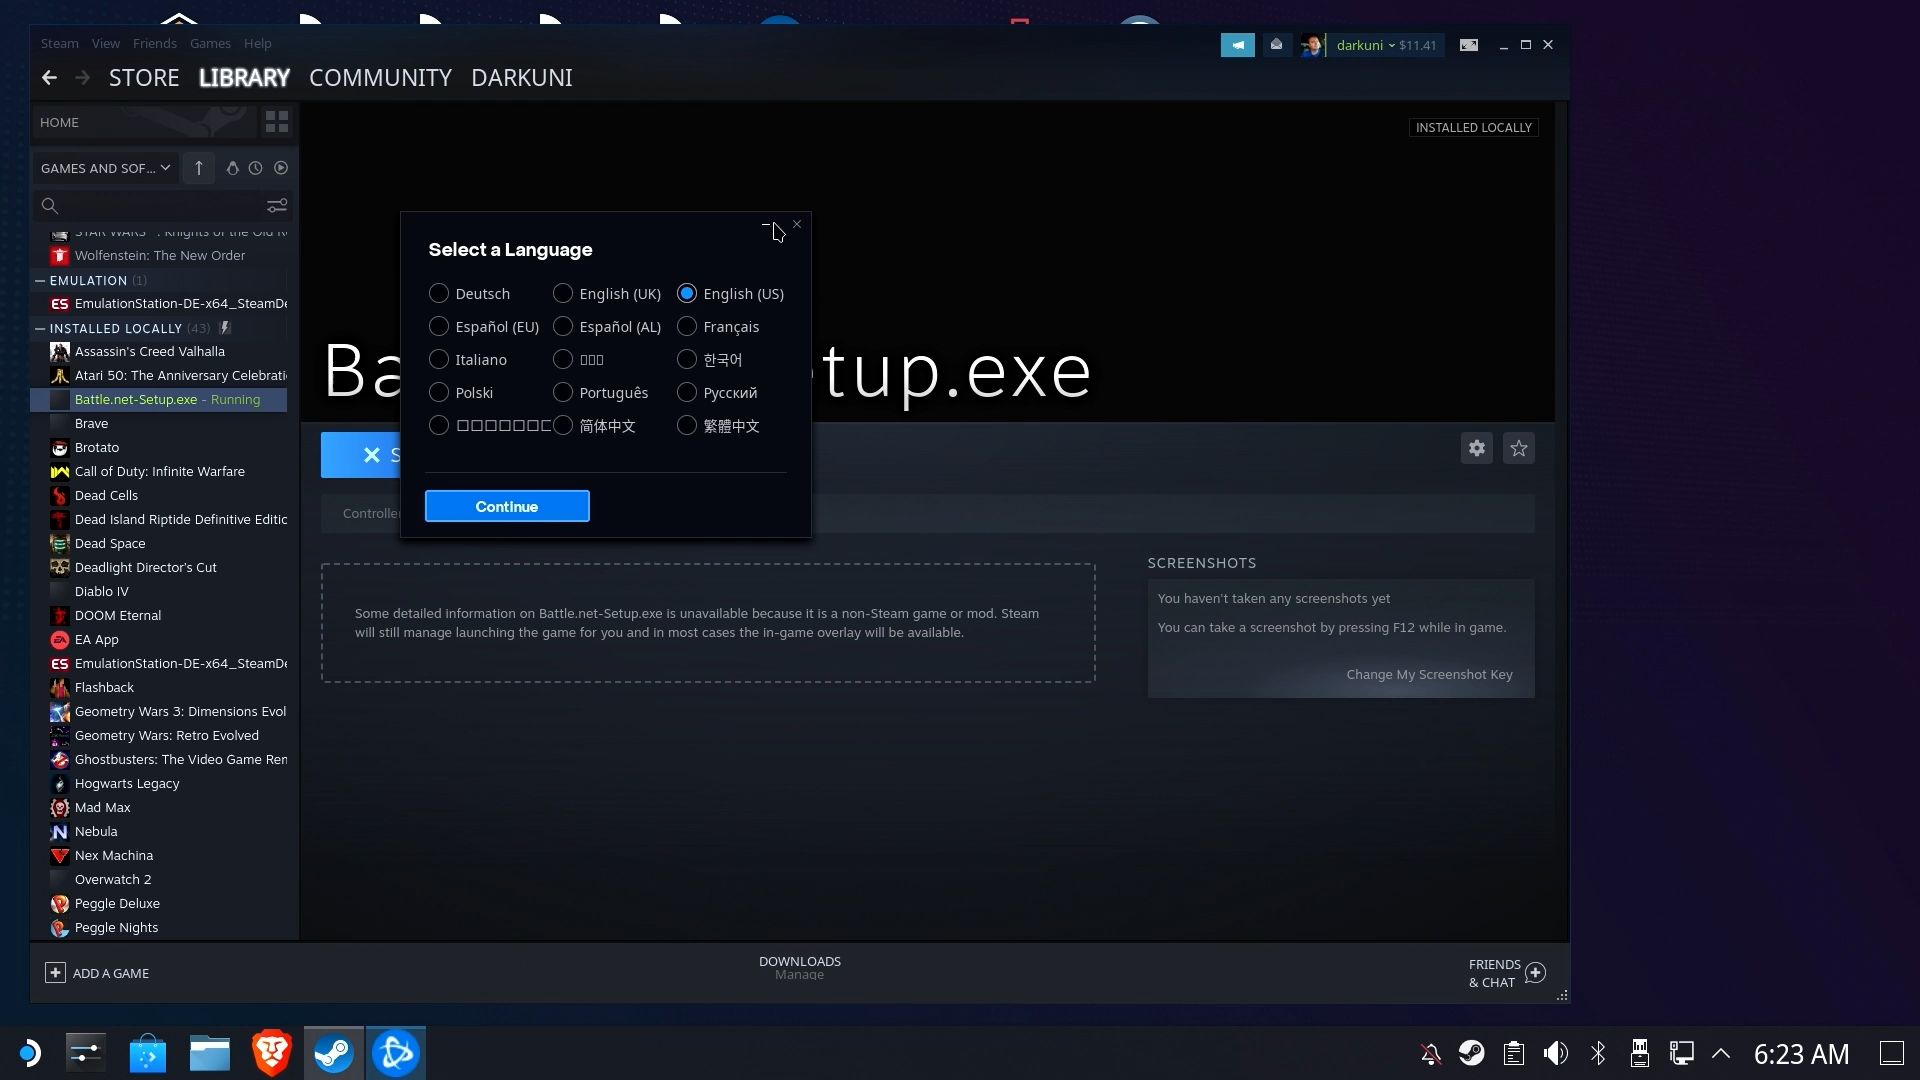 Steam View Friends Games Help
darkuni $11.41
STORE LIBRARY COMMUNITY DARKUNI
HOME
INSTALLED LOCALLY
GAMES AND SOF...
Wolfenstein: The New Order
EMULATION (1)
EmulationStation-DE-x64_SteamDe
INSTALLED LOCALLY (43)
Assassin's Creed Valhalla
Atari 50: The Anniversary Celebrati
Battle.net-Setup.exe - Running
Brave
Brotato
Call of Duty: Infinite Warfare
Dead Cells
Dead Island Riptide Definitive Editic
Dead Space
Deadlight Director's Cut
Diablo IV
DOOM Eternal
EA App
EmulationStation-DE-x64_SteamDe
Flashback
Geometry Wars 3: Dimensions Evol
Geometry Wars: Retro Evolved
Ghostbusters: The Video Game Ren
Hogwarts Legacy
Mad Max
Nebula
Nex Machina
Overwatch 2
Peggle Deluxe
Peggle Nights
Select a Language
Deutsch English (UK) English (US)
Español (EU) Español (AL) Français
Italiano 한국어
Polski Português Русский
简体中文 繁體中文
Continue
Ba tup.exe
S
Controller
Some detailed information on Battle.net-Setup.exe is unavailable because it is a non-Steam game or mod. Steam
will still manage launching the game for you and in most cases the in-game overlay will be available.
SCREENSHOTS
You haven't taken any screenshots yet
You can take a screenshot by pressing F12 while in game.
Change My Screenshot Key
ADD A GAME
DOWNLOADS
Manage
FRIENDS
& CHAT
6:23 AM